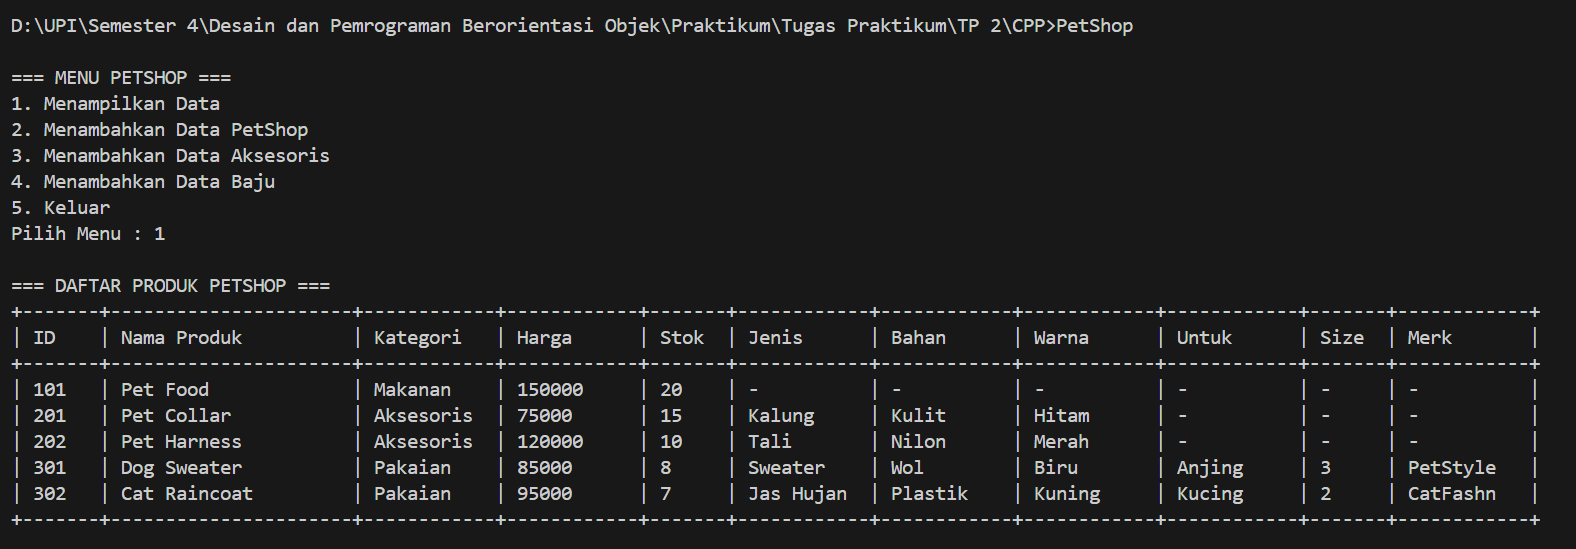 D:\UPI\Semester 4\Desain dan Pemrograman Berorientasi Objek\Praktikum\Tugas Praktikum\TP 2\CPP>PetShop

=== MENU PETSHOP ===
1. Menampilkan Data
2. Menambahkan Data PetShop
3. Menambahkan Data Aksesoris
4. Menambahkan Data Baju
5. Keluar
Pilih Menu : 1

=== DAFTAR PRODUK PETSHOP ===
+-------+----------------------+------------+------------+-------+------------+------------+------------+------------+-------+------------+
| ID    | Nama Produk          | Kategori   | Harga      | Stok  | Jenis      | Bahan      | Warna      | Untuk      | Size  | Merk       |
+-------+----------------------+------------+------------+-------+------------+------------+------------+------------+-------+------------+
| 101   | Pet Food             | Makanan    | 150000     | 20    | -          | -          | -          | -          | -     | -          |
| 201   | Pet Collar           | Aksesoris  | 75000      | 15    | Kalung     | Kulit      | Hitam      | -          | -     | -          |
| 202   | Pet Harness          | Aksesoris  | 120000     | 10    | Tali       | Nilon      | Merah      | -          | -     | -          |
| 301   | Dog Sweater          | Pakaian    | 85000      | 8     | Sweater    | Wol        | Biru       | Anjing     | 3     | PetStyle   |
| 302   | Cat Raincoat         | Pakaian    | 95000      | 7     | Jas Hujan  | Plastik    | Kuning     | Kucing     | 2     | CatFashn   |
+-------+----------------------+------------+------------+-------+------------+------------+------------+------------+-------+------------+